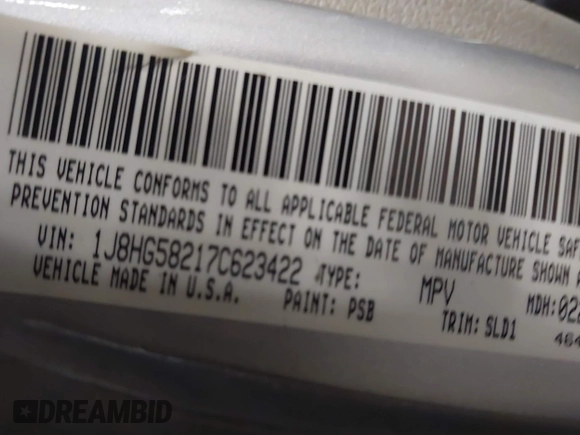 THIS VEHICLE CONFORMS TO ALL APPLICABLE FEDERAL MOTOR VEHICLE
PREVENTION STANDARDS IN EFFECT ON THE DATE OF MANUFACTURE SHOWN
VIN: 1J8HG58217C623422 TYPE: MPV MDH:
VEHICLE MADE IN U.S.A. PAINT: PSB TRIM: SLD1
DREAMBID